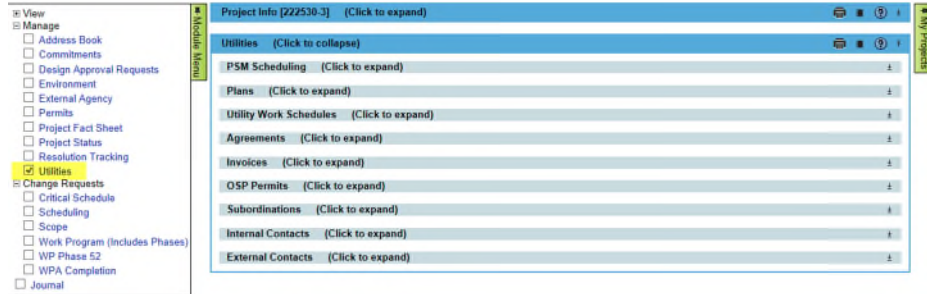 View
Manage
Address Book
Commitments
Design Approval Requests
Environment
External Agency
Permits
Project Fact Sheet
Project Status
Resolution Tracking
Utilities
Change Requests
Critical Schedule
Scheduling
Scope
Work Program (Includes Phases)
WP Phase 52
WPA Completion
Journal
Module Menu
Project Info [222530-3] (Click to expand)
Utilities (Click to collapse)
PSM Scheduling (Click to expand)
Plans (Click to expand)
Utility Work Schedules (Click to expand)
Agreements (Click to expand)
Invoices (Click to expand)
OSP Permits (Click to expand)
Subordinations (Click to expand)
Internal Contacts (Click to expand)
External Contacts (Click to expand)
My Projects